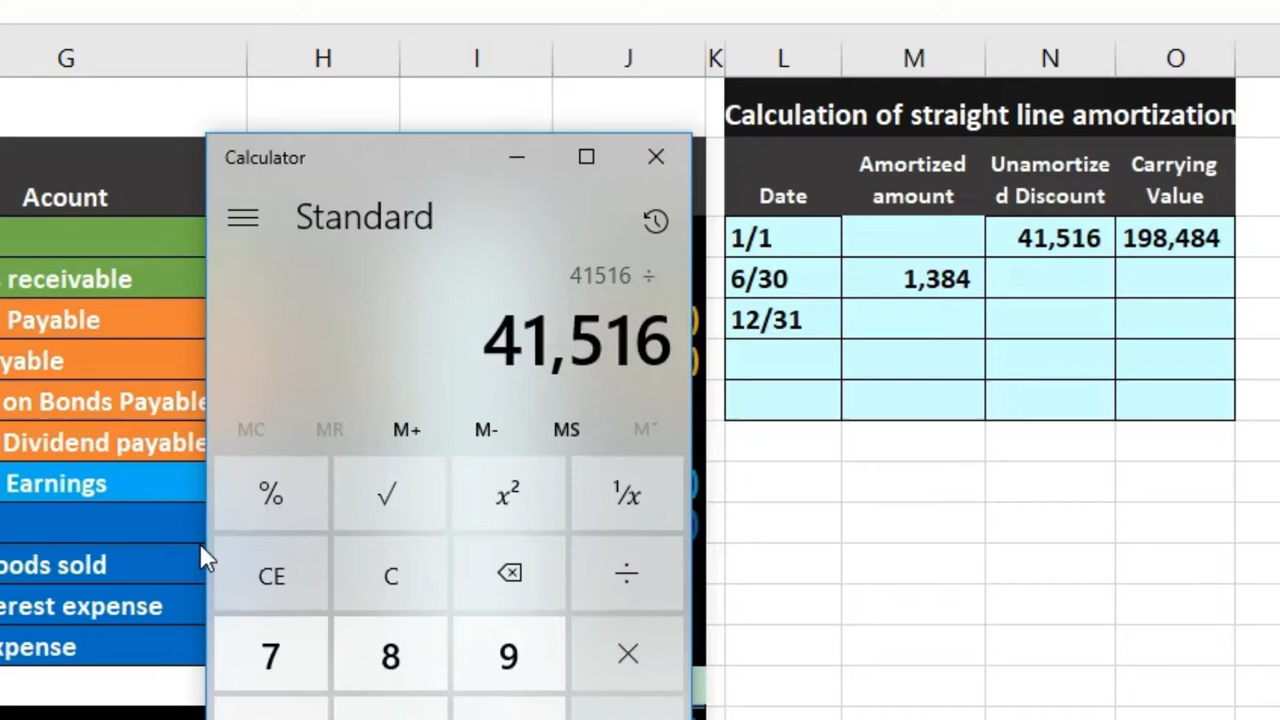 G H I J K L M N O
Calculation of straight line amortization
Acount
Date Amortized amount Unamortize d Discount Carrying Value
1/1 41,516 198,484
6/30 1,384
12/31
receivable
Payable
yable
on Bonds Payable
Dividend payable
Earnings
oods sold
erest expense
xpense
Calculator
Standard
41516 ÷
41,516
MC MR M+ M- MS
% √ x² ¹/x
CE C ÷
7 8 9 ×